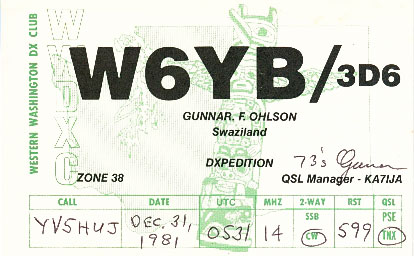 WESTERN WASHINGTON DX CLUB
WWDXC
W6YB/3D6
GUNNAR. F. OHLSON
Swaziland
DXPEDITION 73's Gunnar
ZONE 38 QSL Manager - KA7IJA
CALL DATE UTC MHZ 2-WAY RST QSL
YV5HUJ DEC. 31, 1981 0531 14 SSB CW 599 PSE TNX